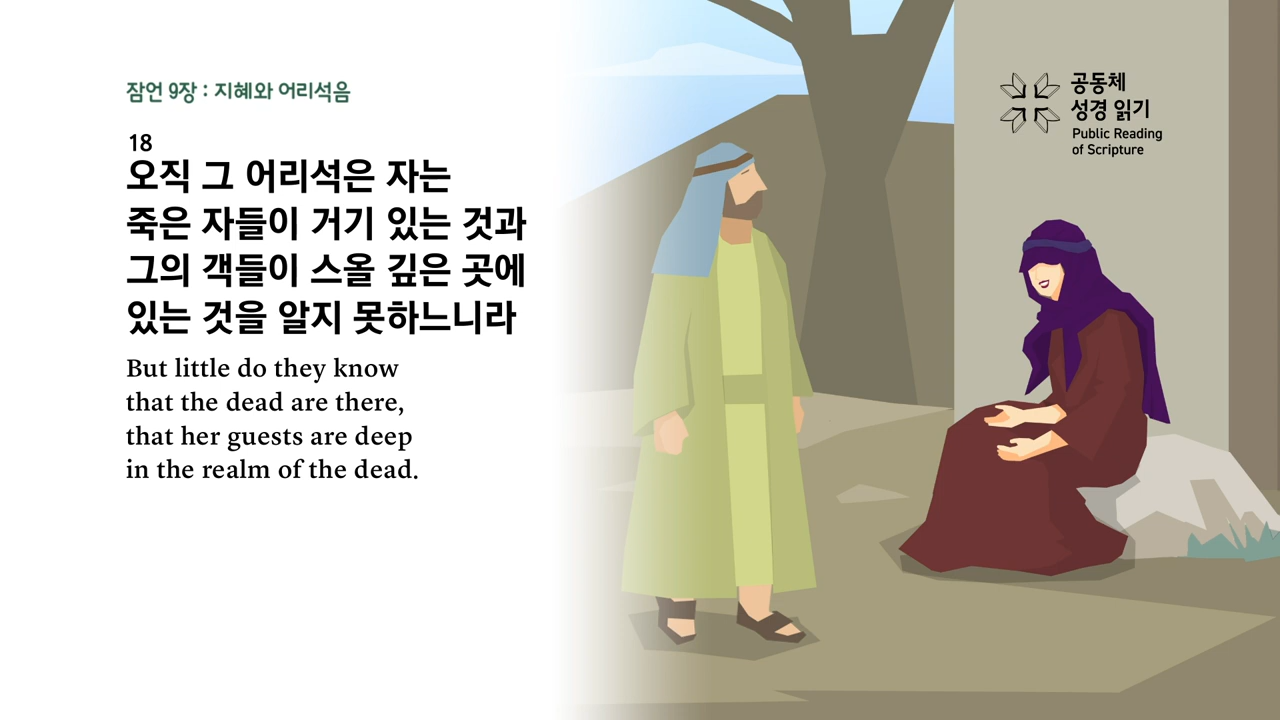 잠언 9장 : 지혜와 어리석음
18
오직 그 어리석은 자는
죽은 자들이 거기 있는 것과
그의 객들이 스올 깊은 곳에
있는 것을 알지 못하느니라
But little do they know
that the dead are there,
that her guests are deep
in the realm of the dead.
공동체
성경 읽기
Public Reading
of Scripture